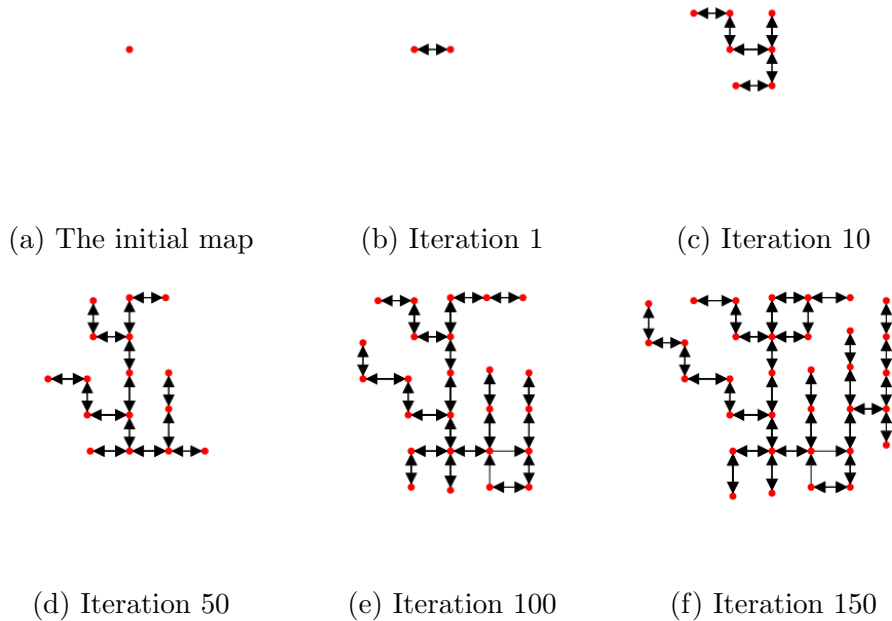 (a) The initial map
(b) Iteration 1
(c) Iteration 10
(d) Iteration 50
(e) Iteration 100
(f) Iteration 150